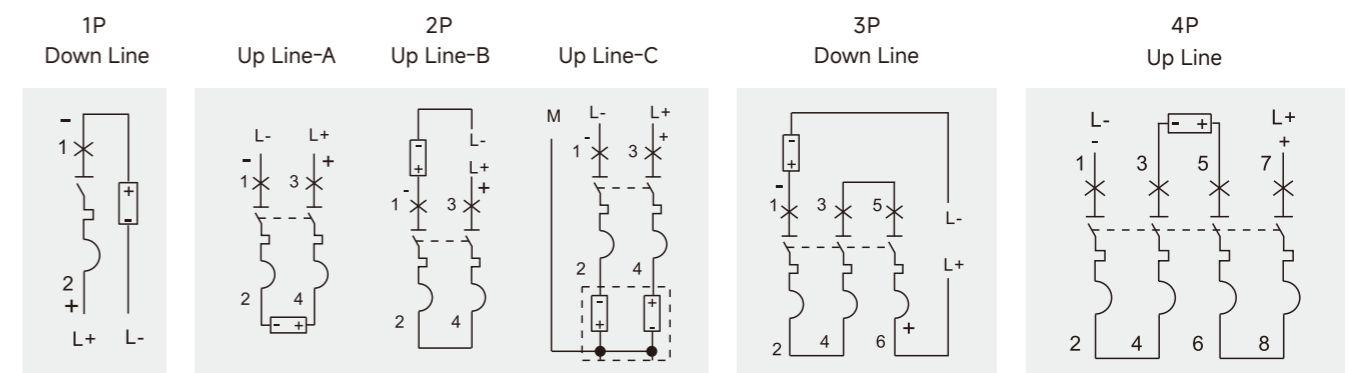 1P
Down Line
-
1
+
-
2
+
L+ L-
2P
Up Line-A Up Line-B Up Line-C
L- L+
- +
1 3
2 4
- +
L-
L+
-
+
- +
1 3
2 4
M L- L+
- +
1 3
2 4
- +
+ -
3P
Down Line
-
+
-
1 3 5
L-
L+
+
2 4 6
4P
Up Line
L- - + L+
- +
1 3 5 7
2 4 6 8